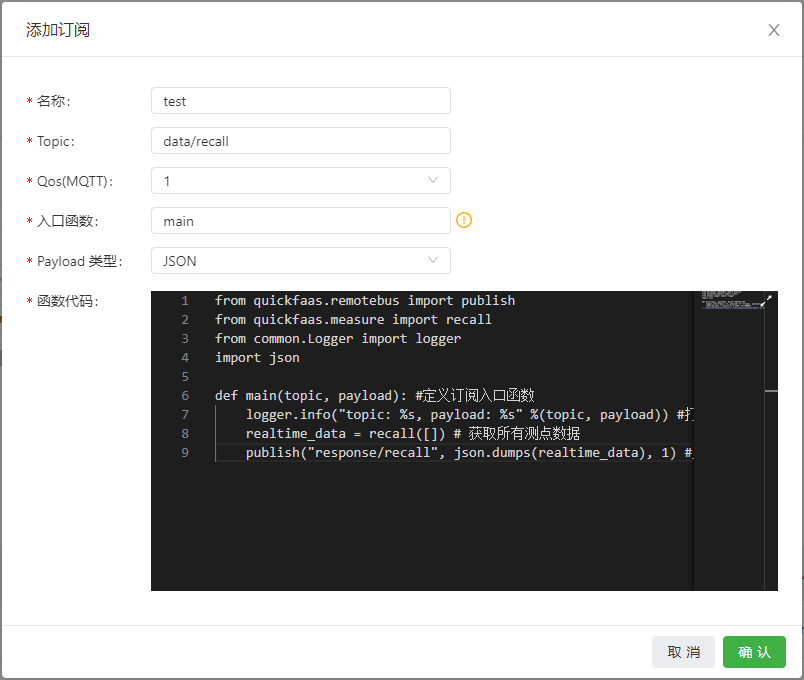 添加订阅
* 名称: test
* Topic: data/recall
* Qos(MQTT): 1
* 入口函数: main
* Payload 类型: JSON
* 函数代码:
1 from quickfaas.remotebus import publish
2 from quickfaas.measure import recall
3 from common.Logger import logger
4 import json
5
6 def main(topic, payload): #定义订阅入口函数
7 logger.info("topic: %s, payload: %s" %(topic, payload)) #打
8 realtime_data = recall([]) # 获取所有测点数据
9 publish("response/recall", json.dumps(realtime_data), 1) #
取 消 确 认